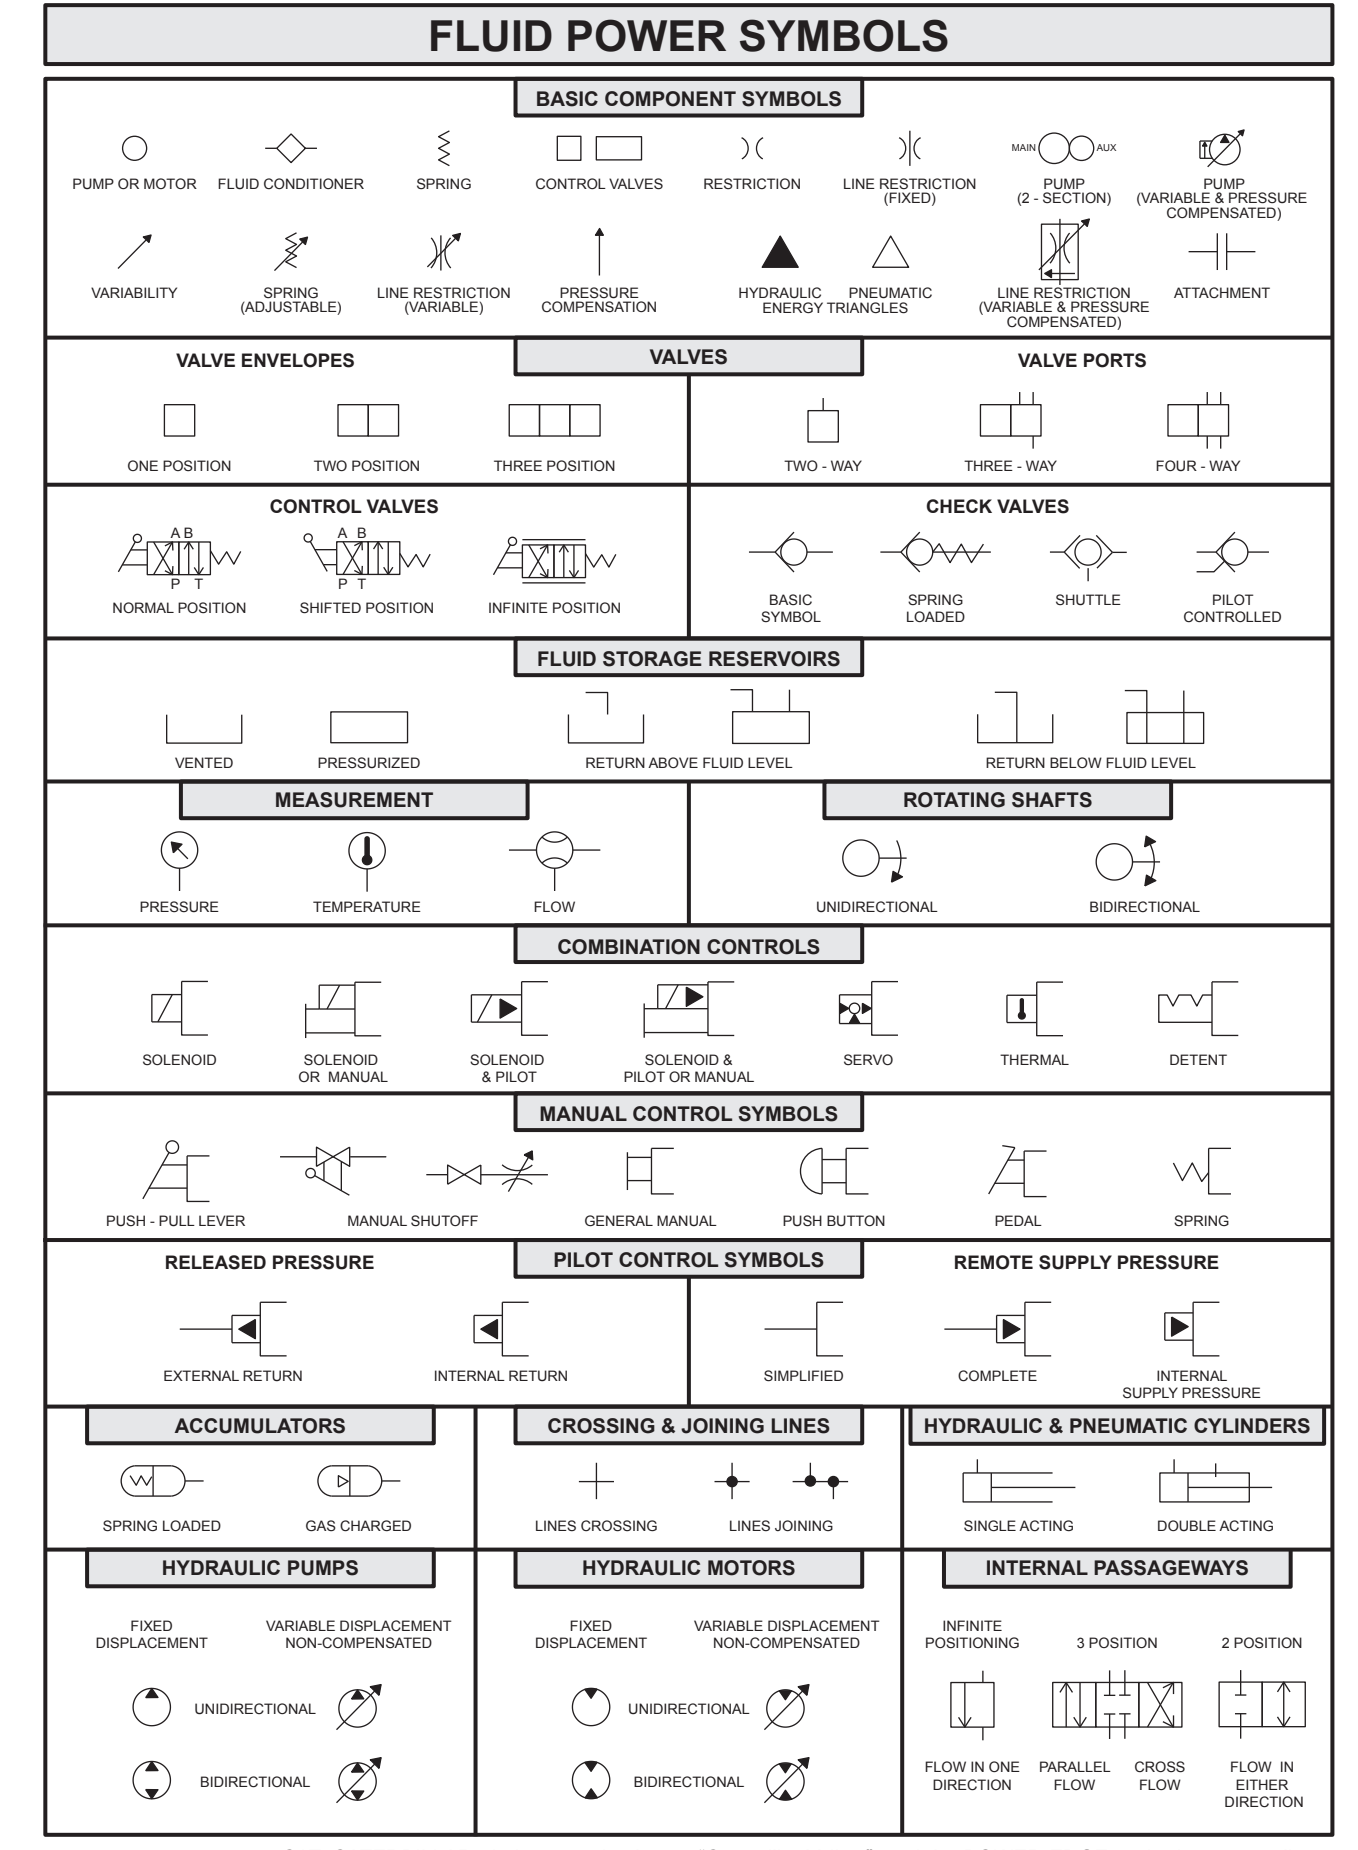 FLUID POWER SYMBOLS
BASIC COMPONENT SYMBOLS
MAIN AUX
PUMP OR MOTOR FLUID CONDITIONER SPRING CONTROL VALVES RESTRICTION LINE RESTRICTION PUMP PUMP
(FIXED) (2 - SECTION) (VARIABLE & PRESSURE
COMPENSATED)
VARIABILITY SPRING LINE RESTRICTION PRESSURE HYDRAULIC PNEUMATIC LINE RESTRICTION ATTACHMENT
(ADJUSTABLE) (VARIABLE) COMPENSATION ENERGY TRIANGLES (VARIABLE & PRESSURE
COMPENSATED)
VALVES
VALVE ENVELOPES
ONE POSITION TWO POSITION THREE POSITION
VALVE PORTS
TWO - WAY THREE - WAY FOUR - WAY
CONTROL VALVES
A B A B
P T P T
NORMAL POSITION SHIFTED POSITION INFINITE POSITION
CHECK VALVES
BASIC SPRING SHUTTLE PILOT
SYMBOL LOADED CONTROLLED
FLUID STORAGE RESERVOIRS
VENTED PRESSURIZED RETURN ABOVE FLUID LEVEL RETURN BELOW FLUID LEVEL
MEASUREMENT
PRESSURE TEMPERATURE FLOW
ROTATING SHAFTS
UNIDIRECTIONAL BIDIRECTIONAL
COMBINATION CONTROLS
SOLENOID SOLENOID SOLENOID SOLENOID & SERVO THERMAL DETENT
OR MANUAL & PILOT PILOT OR MANUAL
MANUAL CONTROL SYMBOLS
PUSH - PULL LEVER MANUAL SHUTOFF GENERAL MANUAL PUSH BUTTON PEDAL SPRING
PILOT CONTROL SYMBOLS
RELEASED PRESSURE
EXTERNAL RETURN INTERNAL RETURN
REMOTE SUPPLY PRESSURE
SIMPLIFIED COMPLETE INTERNAL
SUPPLY PRESSURE
ACCUMULATORS
SPRING LOADED GAS CHARGED
CROSSING & JOINING LINES
LINES CROSSING LINES JOINING
HYDRAULIC & PNEUMATIC CYLINDERS
SINGLE ACTING DOUBLE ACTING
HYDRAULIC PUMPS
FIXED VARIABLE DISPLACEMENT
DISPLACEMENT NON-COMPENSATED
UNIDIRECTIONAL
BIDIRECTIONAL
HYDRAULIC MOTORS
FIXED VARIABLE DISPLACEMENT
DISPLACEMENT NON-COMPENSATED
UNIDIRECTIONAL
BIDIRECTIONAL
INTERNAL PASSAGEWAYS
INFINITE
POSITIONING 3 POSITION 2 POSITION
FLOW IN ONE PARALLEL CROSS FLOW IN
DIRECTION FLOW FLOW EITHER
DIRECTION